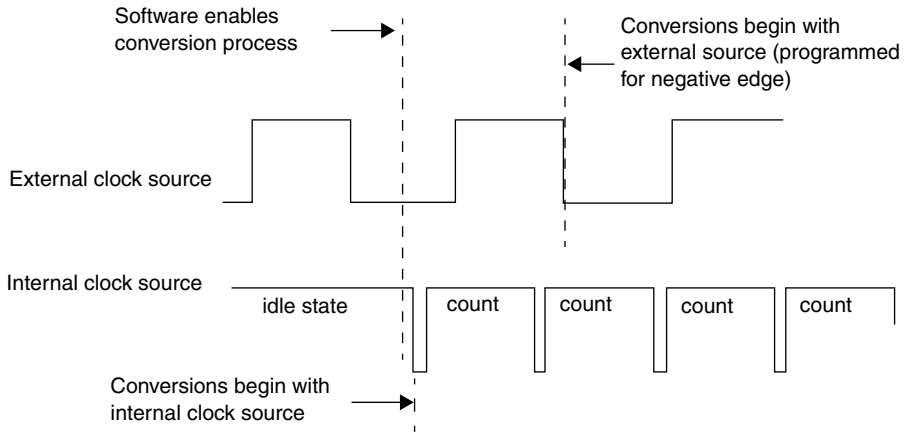 Software enables
conversion process
Conversions begin with
external source (programmed
for negative edge)
External clock source
Internal clock source
idle state
count
count
count
count
Conversions begin with
internal clock source